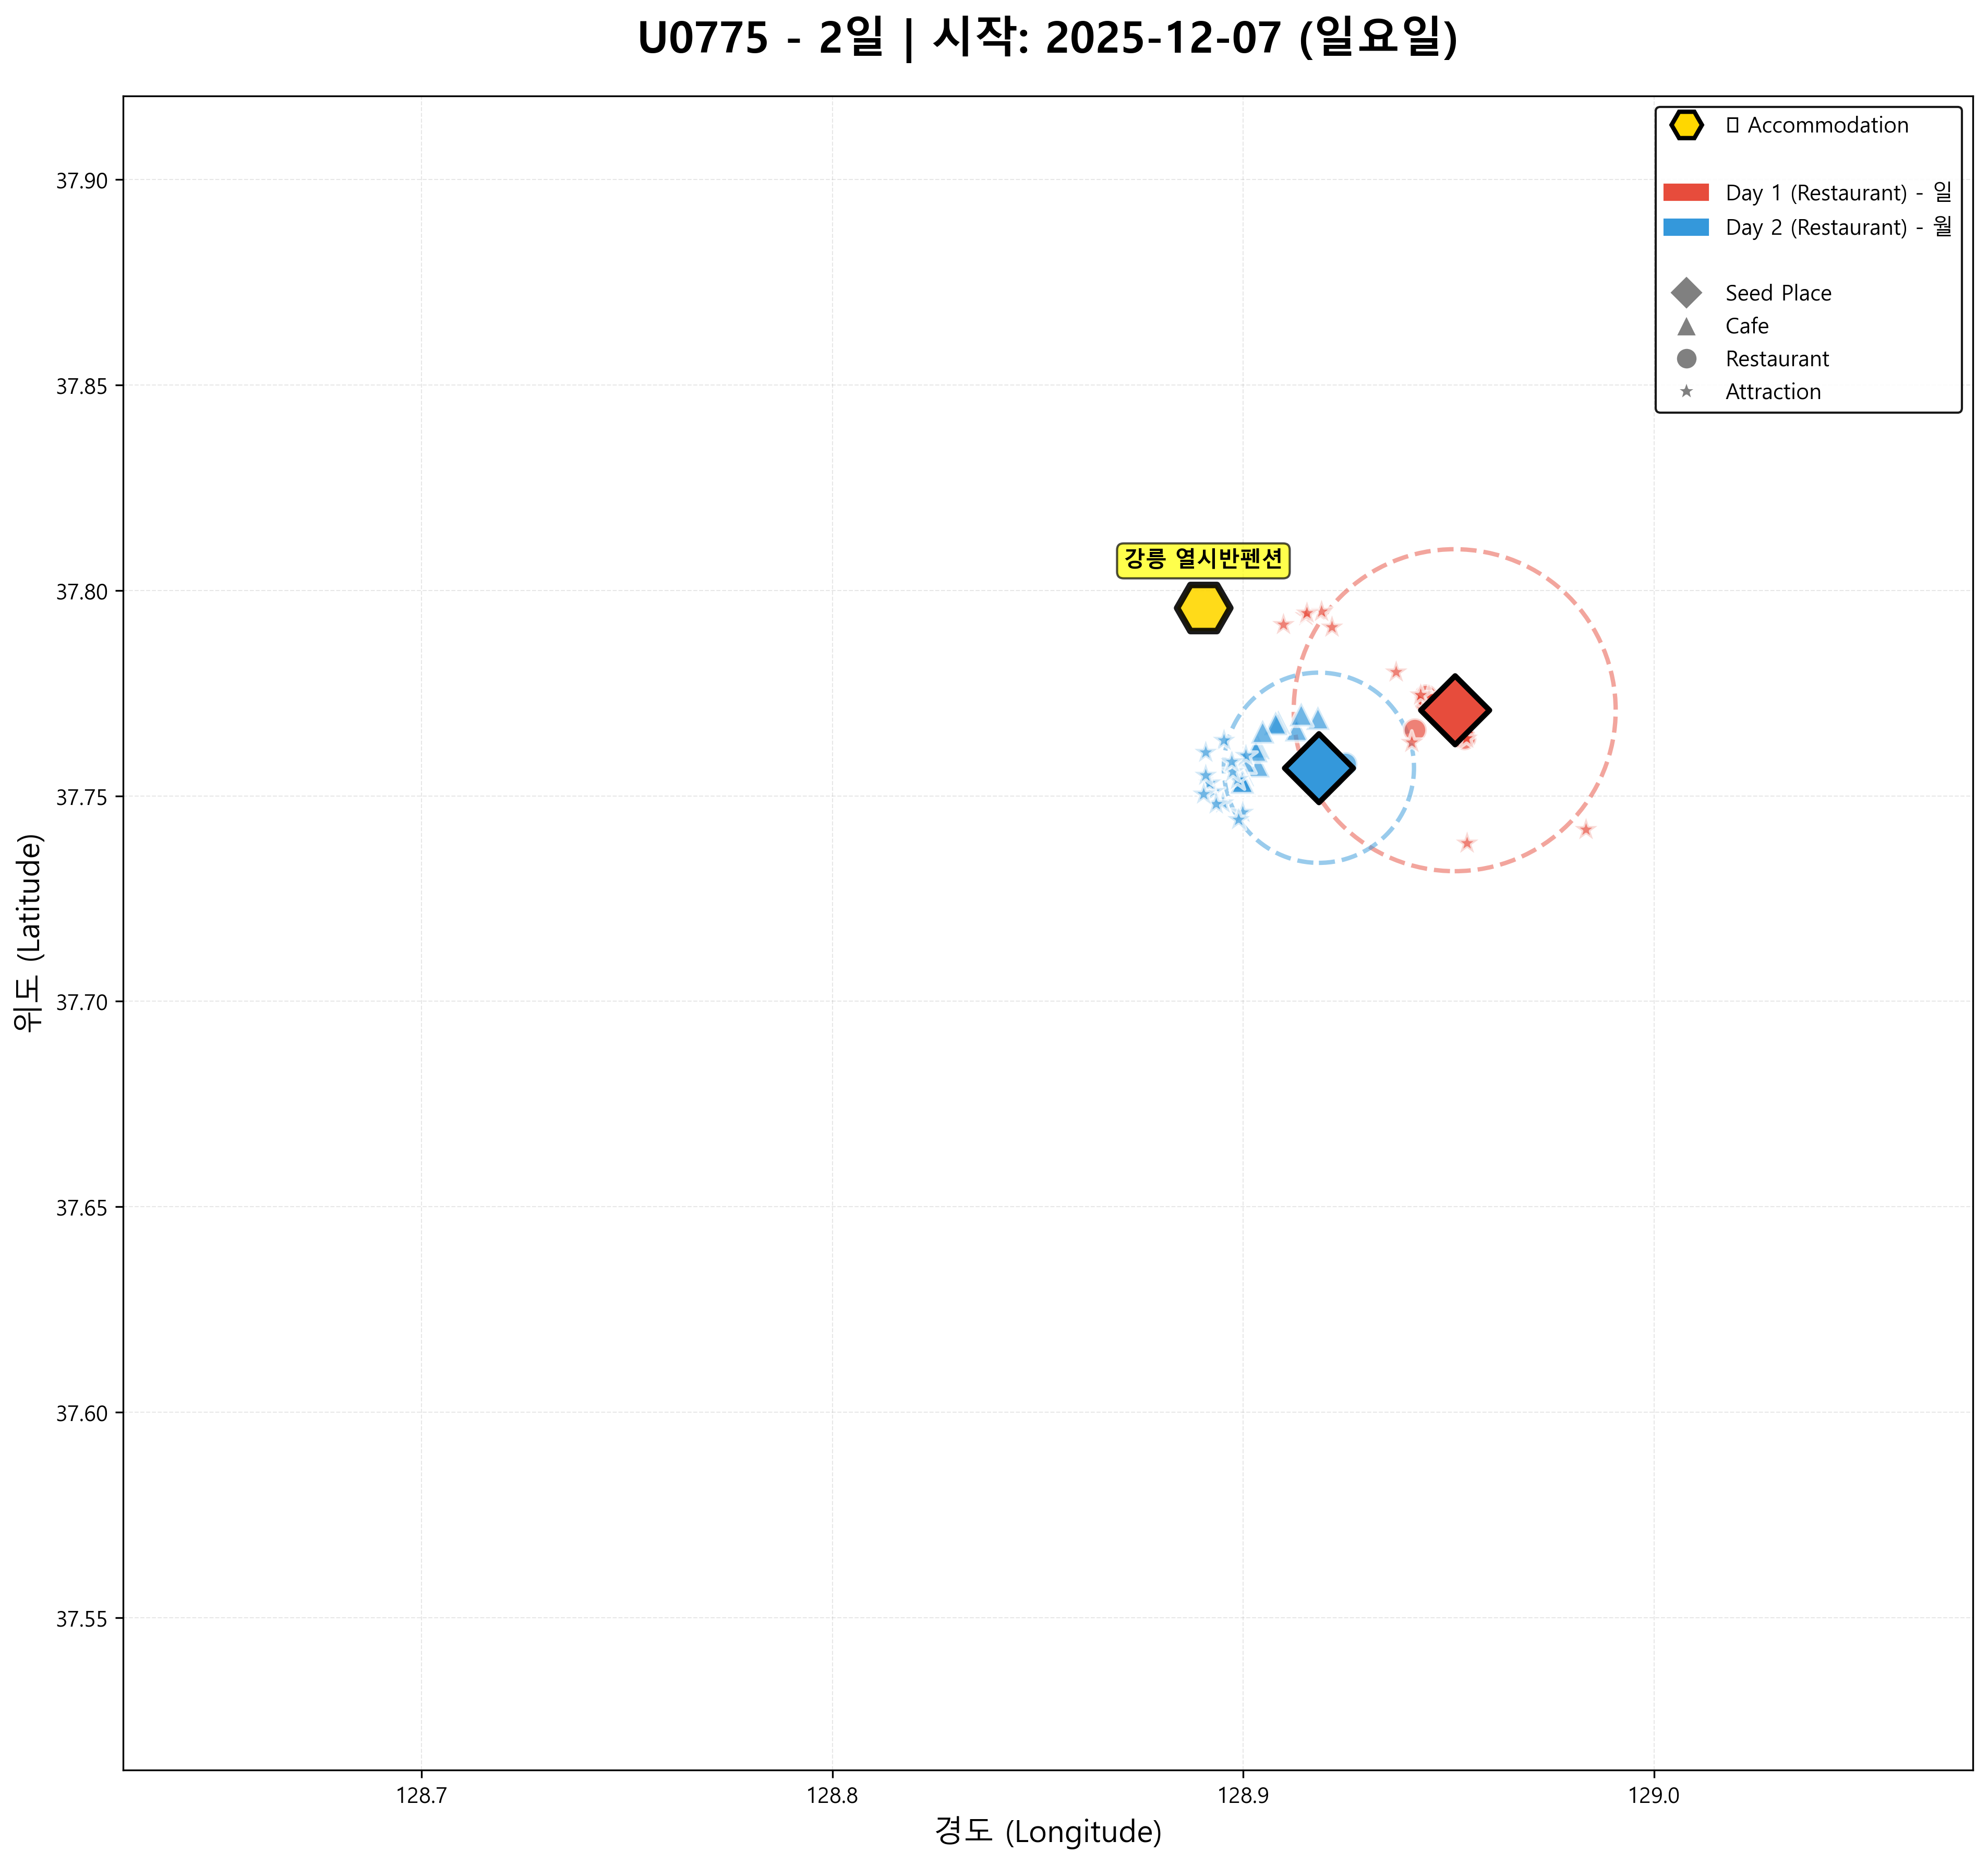 U0775 - 2일 | 시작: 2025-12-07 (일요일)
Accommodation
Day 1 (Restaurant) - 일
Day 2 (Restaurant) - 월
Seed Place
Cafe
Restaurant
Attraction
강릉 열시반펜션
37.90
37.85
37.80
37.75
37.70
37.65
37.60
37.55
위도 (Latitude)
128.7
128.8
128.9
129.0
경도 (Longitude)